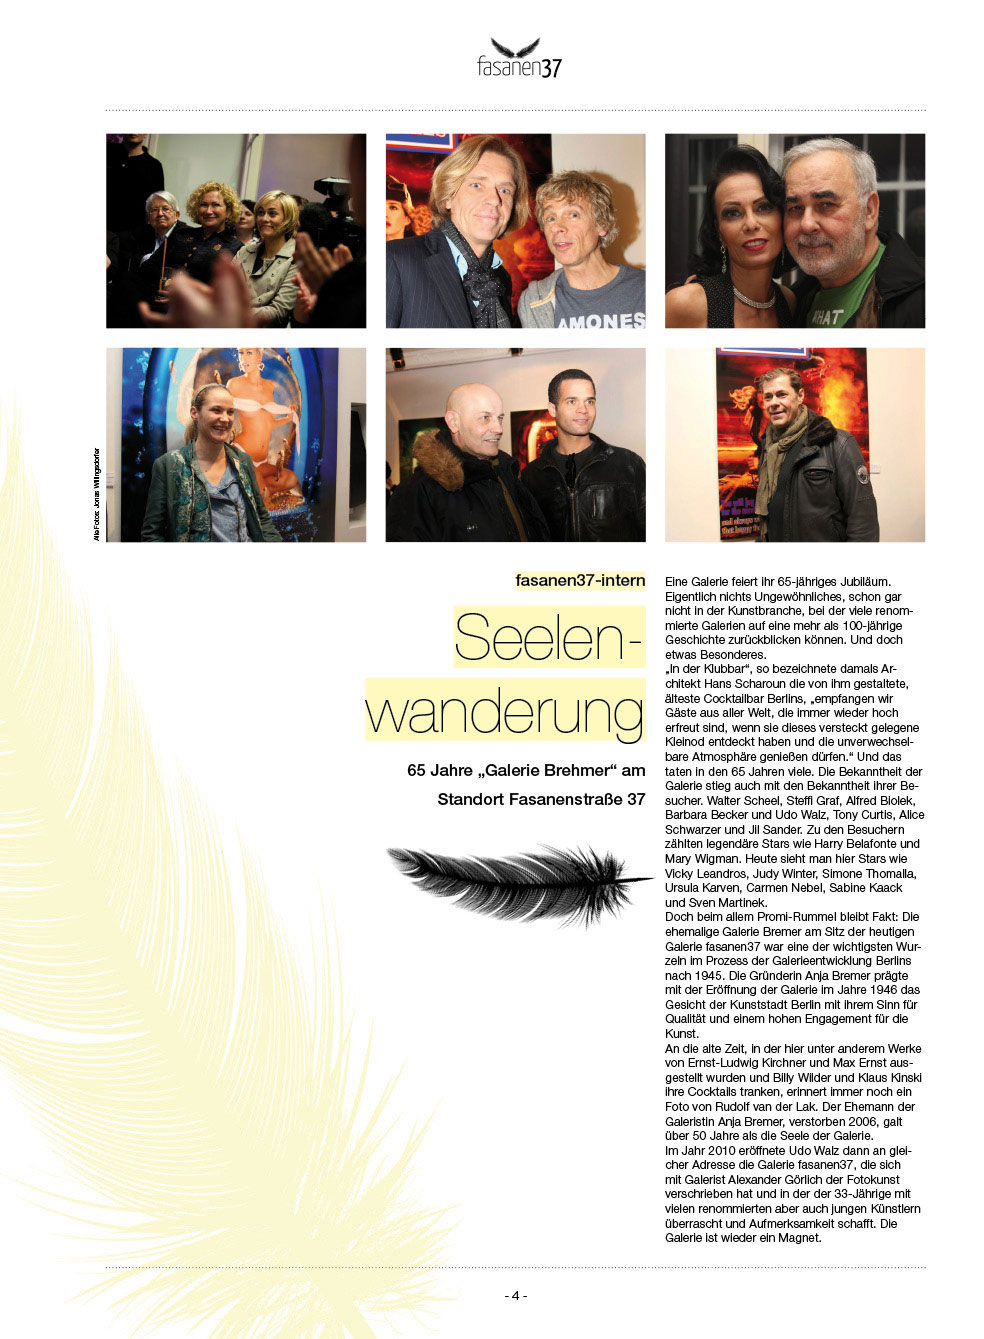 fasanen37
AMONES
WHAT
Alle Fotos: Jonas Willingsdorfer
fasanen37-intern
Seelen-
wanderung
65 Jahre „Galerie Brehmer“ am
Standort Fasanenstraße 37
Eine Galerie feiert ihr 65-jähriges Jubiläum.
Eigentlich nichts Ungewöhnliches, schon gar
nicht in der Kunstbranche, bei der viele renom-
mierte Galerien auf eine mehr als 100-jährige
Geschichte zurückblicken können. Und doch
etwas Besonderes.
„In der Klubbar“, so bezeichnete damals Ar-
chitekt Hans Scharoun die von ihm gestaltete,
älteste Cocktailbar Berlins, „empfangen wir
Gäste aus aller Welt, die immer wieder hoch
erfreut sind, wenn sie dieses versteckt gelegene
Kleinod entdeckt haben und die unverwechsel-
bare Atmosphäre genießen dürfen.“ Und das
taten in den 65 Jahren viele. Die Bekanntheit der
Galerie stieg auch mit den Bekanntheit ihrer Be-
sucher. Walter Scheel, Steffi Graf, Alfred Biolek,
Barbara Becker und Udo Walz, Tony Curtis, Alice
Schwarzer und Jil Sander. Zu den Besuchern
zählten legendäre Stars wie Harry Belafonte und
Mary Wigman. Heute sieht man hier Stars wie
Vicky Leandros, Judy Winter, Simone Thomalla,
Ursula Karven, Carmen Nebel, Sabine Kaack
und Sven Martinek.
Doch beim allem Promi-Rummel bleibt Fakt: Die
ehemalige Galerie Bremer am Sitz der heutigen
Galerie fasanen37 war eine der wichtigsten Wur-
zeln im Prozess der Galerieentwicklung Berlins
nach 1945. Die Gründerin Anja Bremer prägte
mit der Eröffnung der Galerie im Jahre 1946 das
Gesicht der Kunststadt Berlin mit ihrem Sinn für
Qualität und einem hohen Engagement für die
Kunst.
An die alte Zeit, in der hier unter anderem Werke
von Ernst-Ludwig Kirchner und Max Ernst aus-
gestellt wurden und Billy Wilder und Klaus Kinski
ihre Cocktails tranken, erinnert immer noch ein
Foto von Rudolf van der Lak. Der Ehemann der
Galeristin Anja Bremer, verstorben 2006, galt
über 50 Jahre als die Seele der Galerie.
Im Jahr 2010 eröffnete Udo Walz dann an glei-
cher Adresse die Galerie fasanen37, die sich
mit Galerist Alexander Görlich der Fotokunst
verschrieben hat und in der der 33-Jährige mit
vielen renommierten aber auch jungen Künstlern
überrascht und Aufmerksamkeit schafft. Die
Galerie ist wieder ein Magnet.
- 4 -